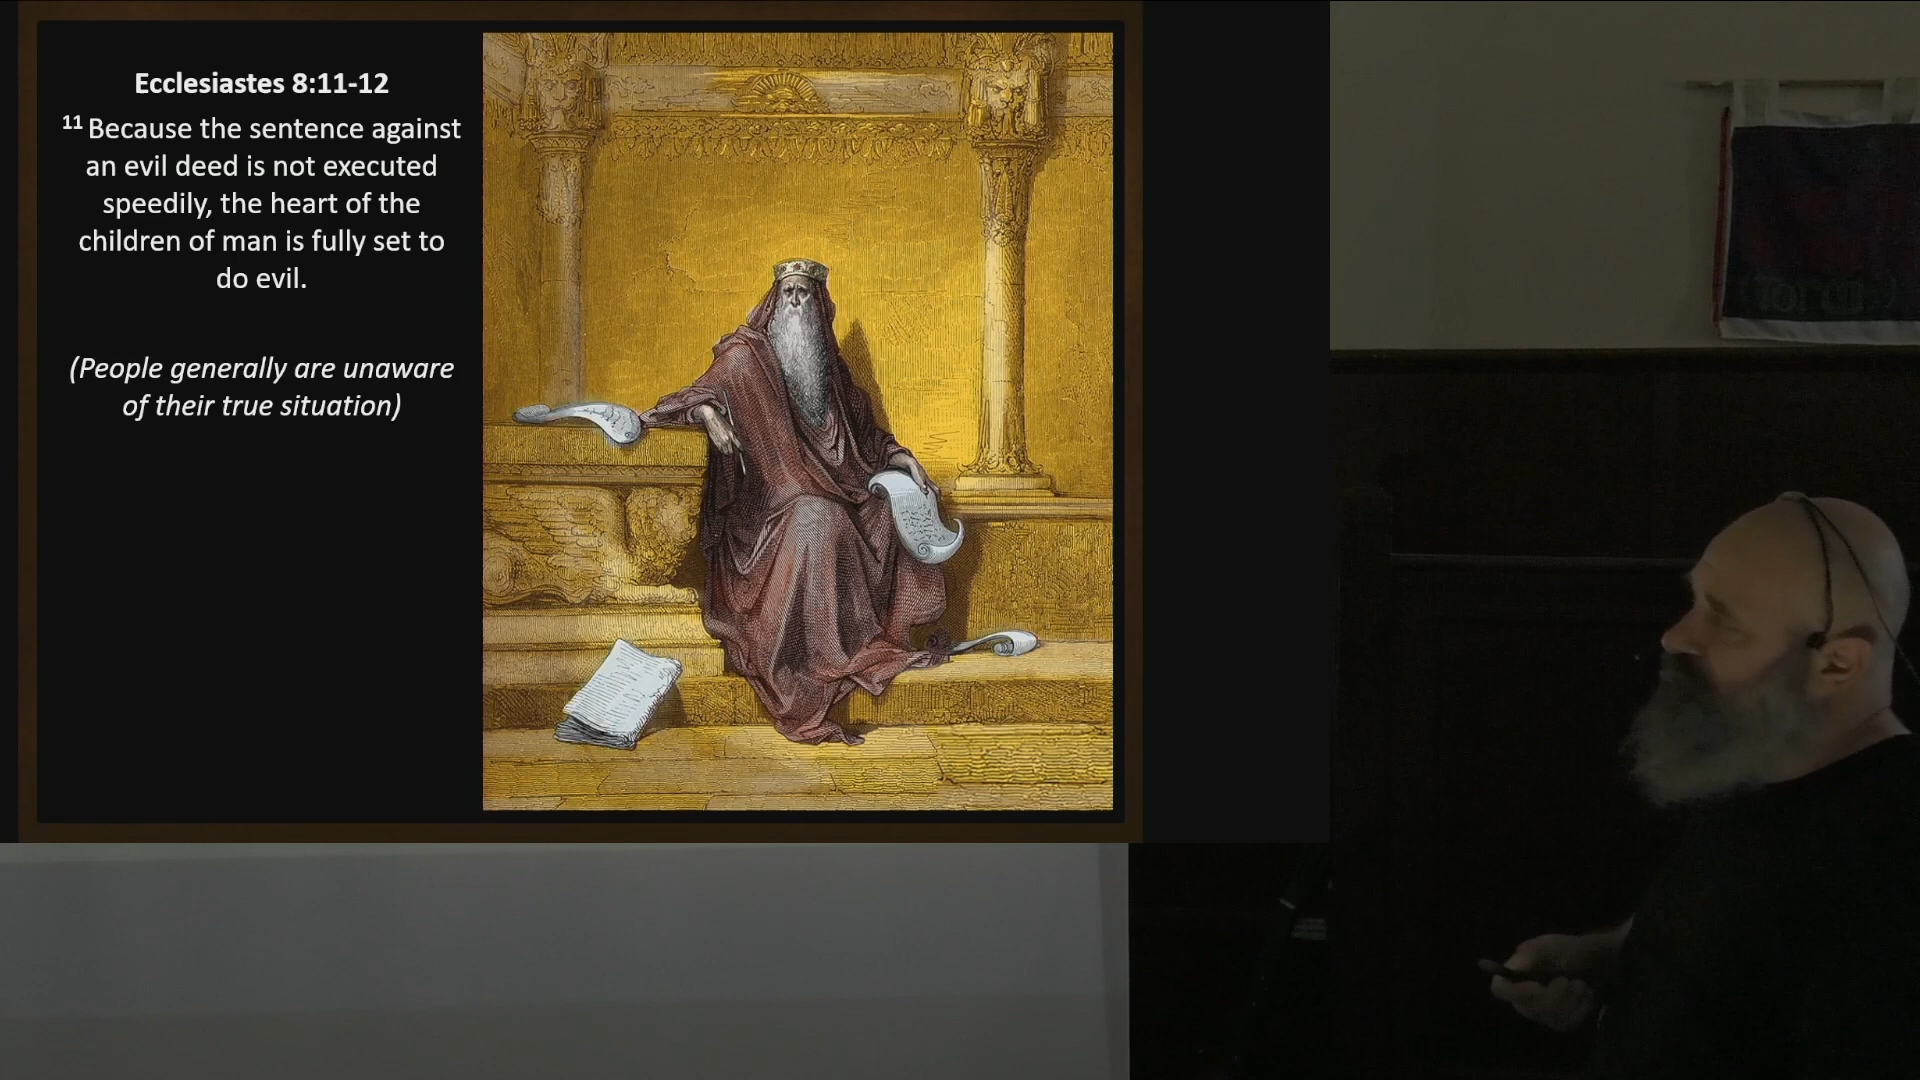 Ecclesiastes 8:11-12
11 Because the sentence against
an evil deed is not executed
speedily, the heart of the
children of man is fully set to
do evil.
(People generally are unaware
of their true situation)